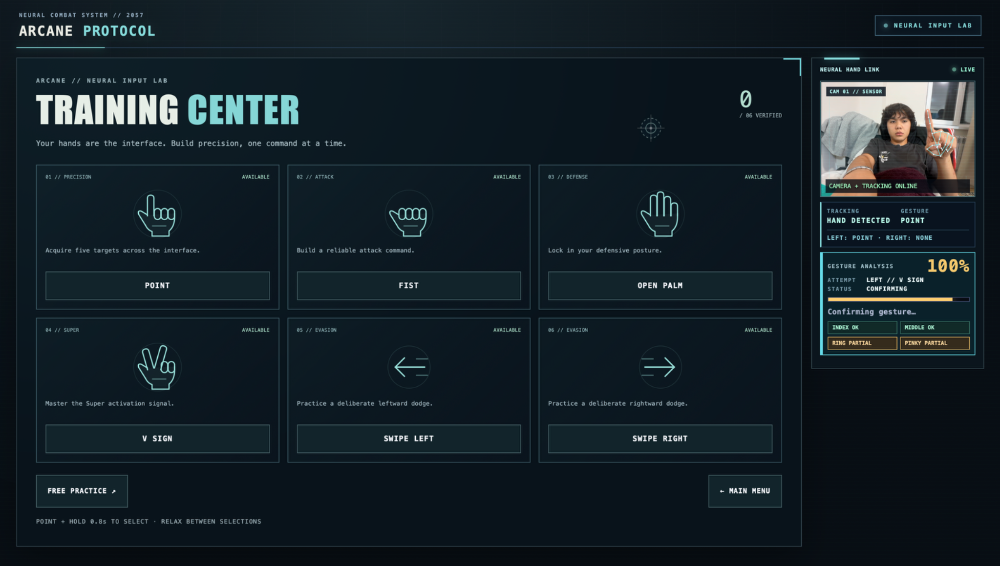 NEURAL COMBAT SYSTEM // 2057
ARCANE PROTOCOL
NEURAL INPUT LAB
ARCANE // NEURAL INPUT LAB
TRAINING CENTER
Your hands are the interface. Build precision, one command at a time.
0
/ 06 VERIFIED
01 // PRECISION AVAILABLE
Acquire five targets across the interface.
POINT
02 // ATTACK AVAILABLE
Build a reliable attack command.
FIST
03 // DEFENSE AVAILABLE
Lock in your defensive posture.
OPEN PALM
04 // SUPER AVAILABLE
Master the Super activation signal.
V SIGN
05 // EVASION AVAILABLE
Practice a deliberate leftward dodge.
SWIPE LEFT
06 // EVASION AVAILABLE
Practice a deliberate rightward dodge.
SWIPE RIGHT
FREE PRACTICE ↗
← MAIN MENU
POINT + HOLD 0.8s TO SELECT · RELAX BETWEEN SELECTIONS
NEURAL HAND LINK LIVE
CAM 01 // SENSOR
CAMERA + TRACKING ONLINE
TRACKING GESTURE
HAND DETECTED POINT
LEFT: POINT · RIGHT: NONE
GESTURE ANALYSIS 100%
ATTEMPT LEFT // V SIGN
STATUS CONFIRMING
Confirming gesture…
INDEX OK MIDDLE OK
RING PARTIAL PINKY PARTIAL